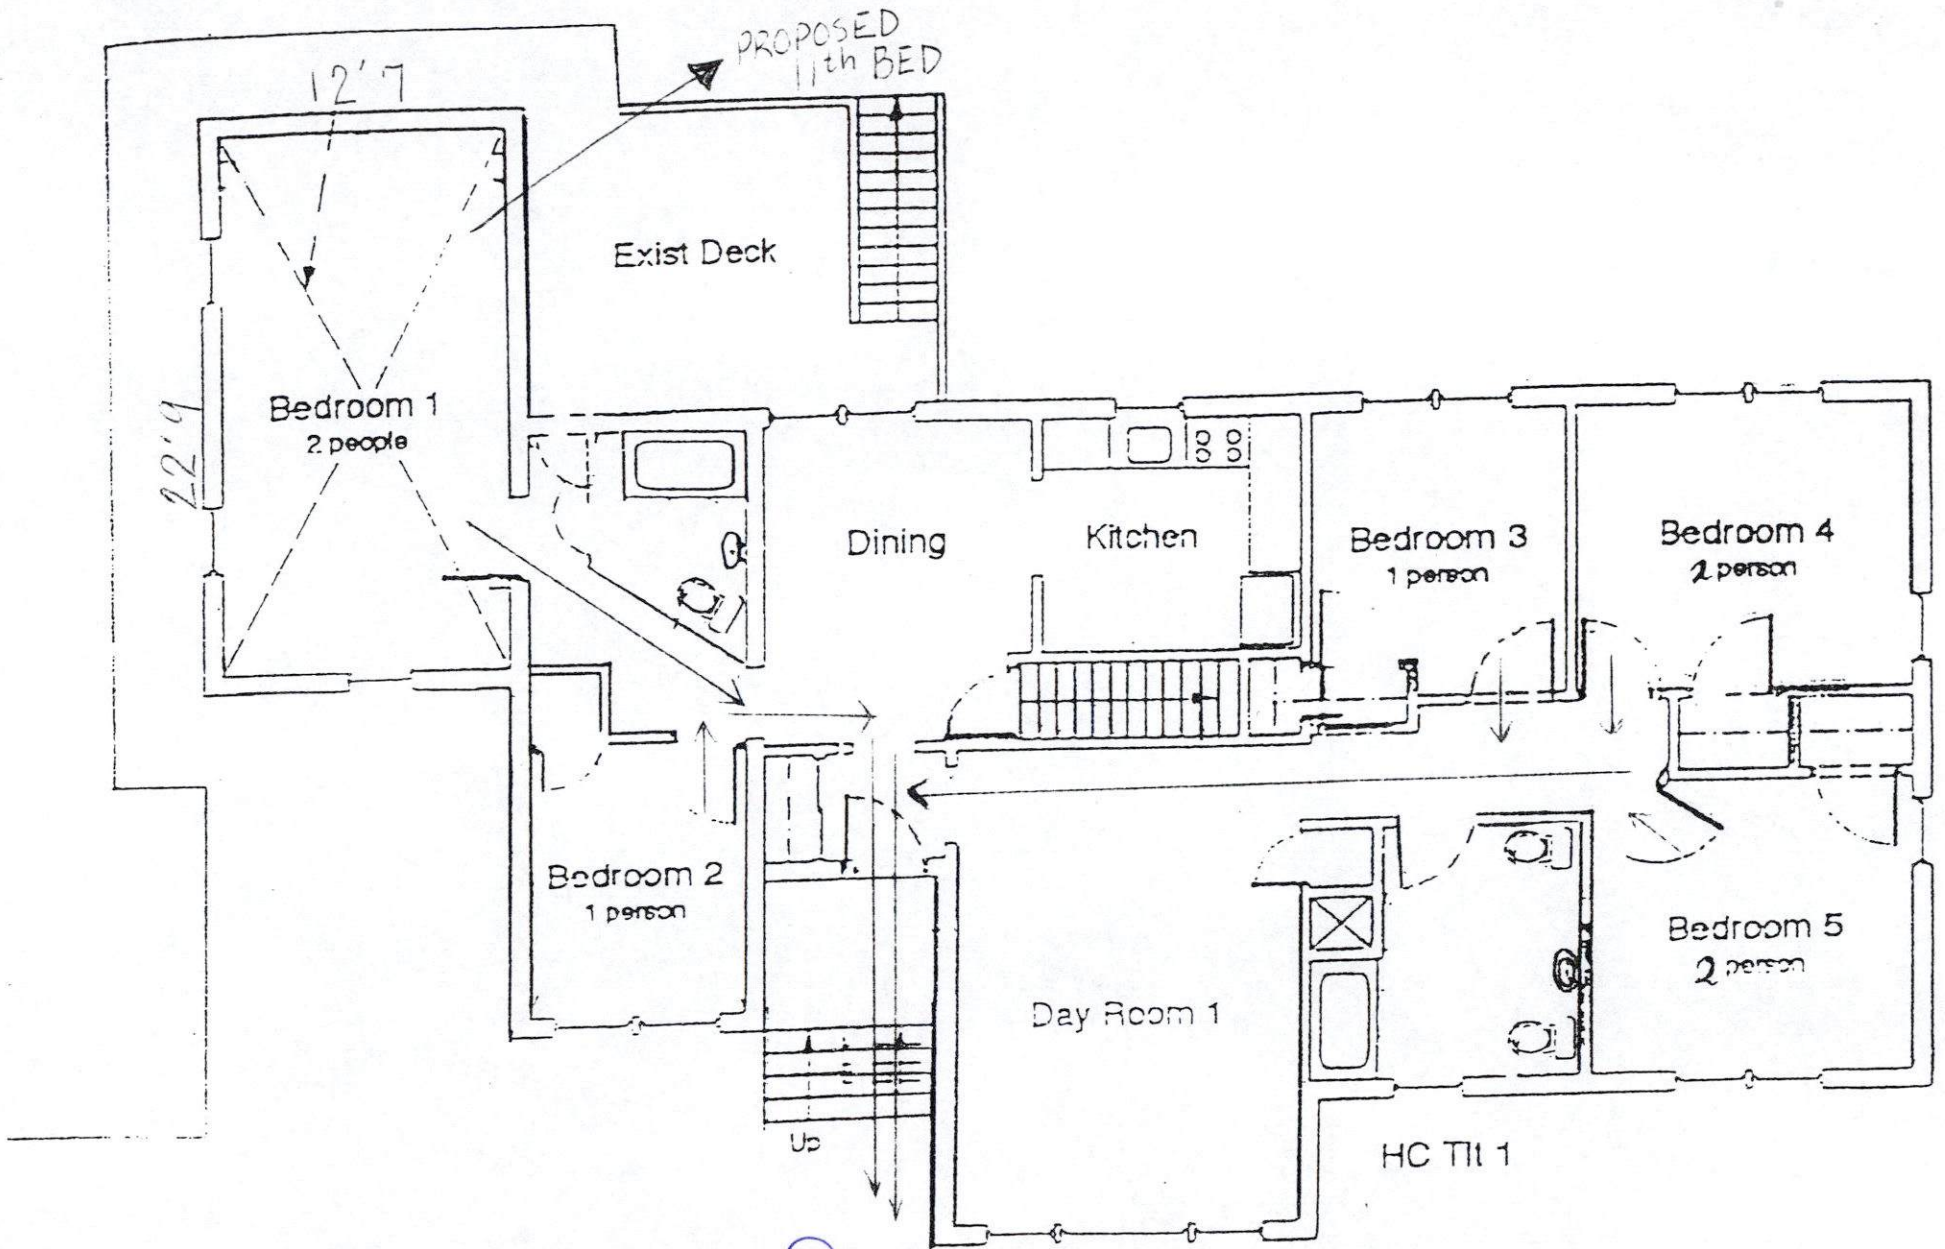 PROPOSED
11th BED
12'7
Exist Deck
Bedroom 1
2 people
22'9
Dining
Kitchen
Bedroom 3
1 person
Bedroom 4
2 person
Bedroom 2
1 person
Bedroom 5
2 person
Day Room 1
Up
HC Tlt 1